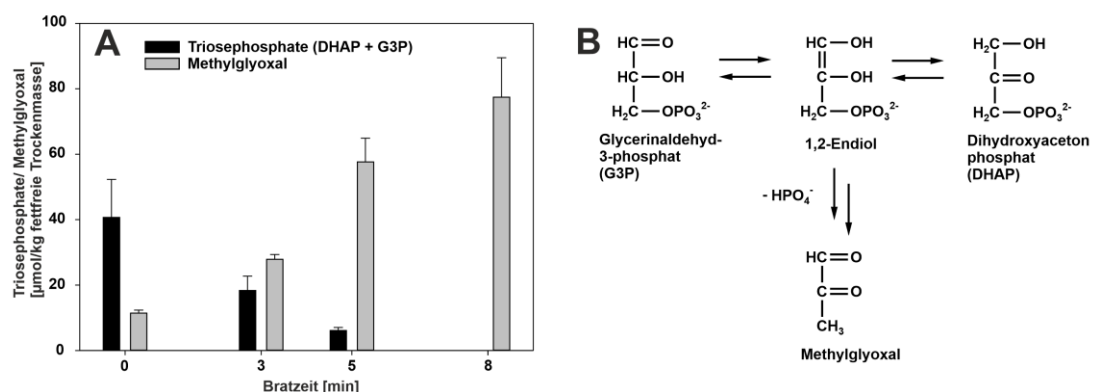 A
Triosephosphate (DHAP + G3P)
Methylglyoxal
Triosephosphate/ Methylglyoxal
[µmol/kg fettfreie Trockenmasse]
100
80
60
40
20
0
0 3 5 8
Bratzeit [min]
B
HC=O
HC—OH
H₂C—OPO₃²⁻
Glycerinaldehyd-
3-phosphat
(G3P)
HC—OH
C—OH
H₂C—OPO₃²⁻
1,2-Endiol
H₂C—OH
C=O
H₂C—OPO₃²⁻
Dihydroxyaceton
phosphat
(DHAP)
- HPO₄⁻
HC=O
C=O
CH₃
Methylglyoxal